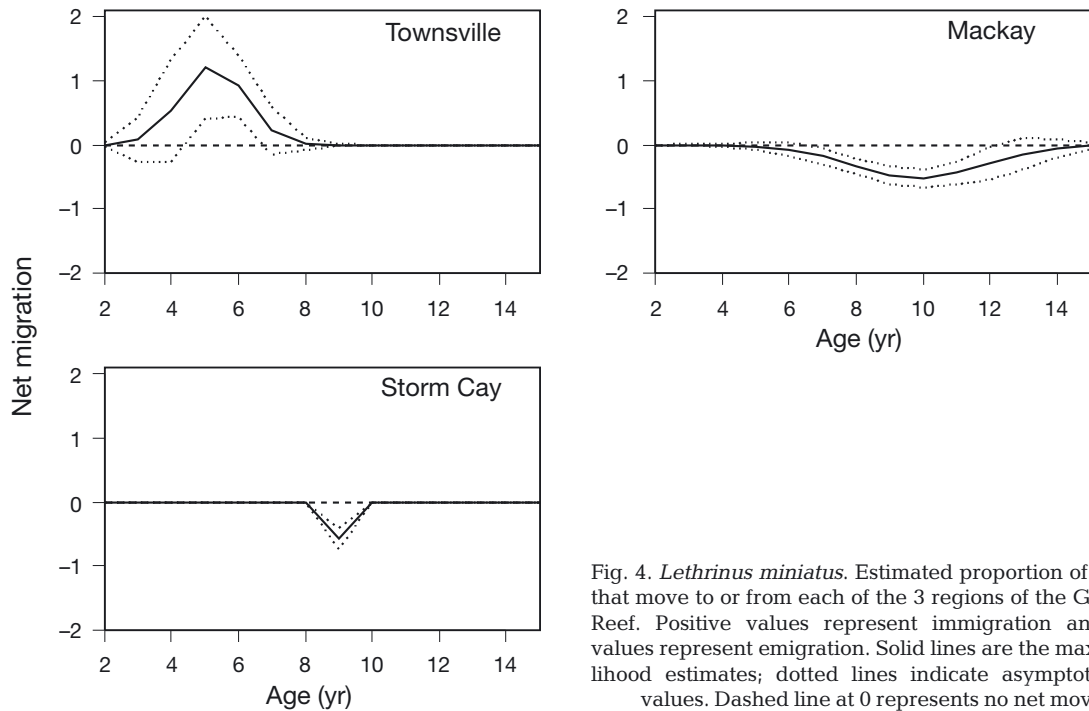 Townsville
2
1
0
–1
–2
2 4 6 8 10 12 14
Mackay
2
1
0
–1
–2
2 4 6 8 10 12 14
Age (yr)
Net migration
Storm Cay
2
1
0
–1
–2
2 4 6 8 10 12 14
Age (yr)
Fig. 4. Lethrinus miniatus. Estimated proportion of
that move to or from each of the 3 regions of the G
Reef. Positive values represent immigration an
values represent emigration. Solid lines are the max
lihood estimates; dotted lines indicate asymptot
values. Dashed line at 0 represents no net mov